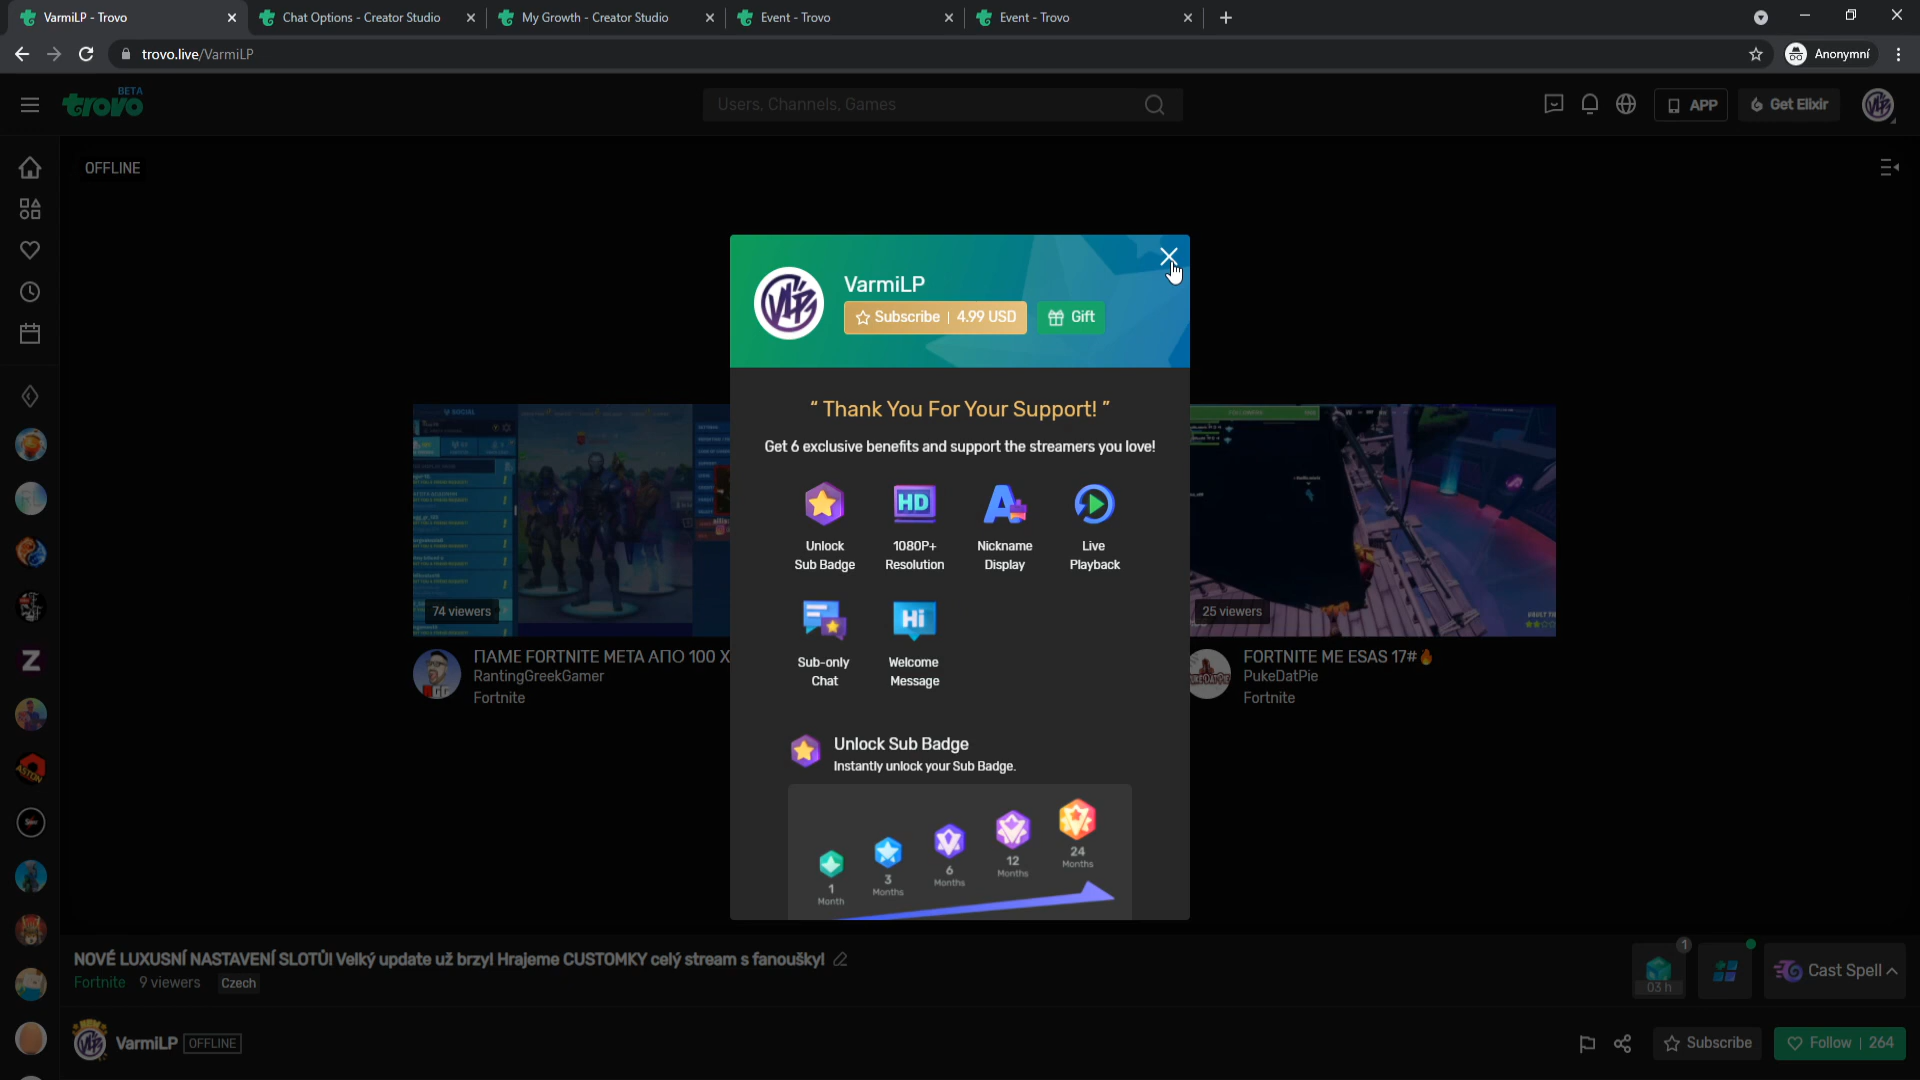 VarmiLP - Trovo
Chat Options - Creator Studio
My Growth - Creator Studio
Event - Trovo
Event - Trovo
trovo.live/VarmiLP
Anonymní
trovo
BETA
Users, Channels, Games
APP
Get Elixir
OFFLINE
VarmiLP
Subscribe | 4.99 USD
Gift
“ Thank You For Your Support! ”
Get 6 exclusive benefits and support the streamers you love!
HD
Hi
Unlock
Sub Badge
1080P+
Resolution
Nickname
Display
Live
Playback
Sub-only
Chat
Welcome
Message
Unlock Sub Badge
Instantly unlock your Sub Badge.
1
Month
3
Months
6
Months
12
Months
24
Months
SOCIAL
74 viewers
ΠΑΜΕ FORTNITE ΜΕΤΑ ΑΠΟ 100 Χ
RantingGreekGamer
Fortnite
25 viewers
FORTNITE ME ESAS 17#🔥
PukeDatPie
Fortnite
Z
ASTON
NOVÉ LUXUSNÍ NASTAVENÍ SLOTŮ! Velký update už brzy! Hrajeme CUSTOMKY celý stream s fanoušky!
Fortnite 9 viewers Czech
1
03 h
Cast Spell
VarmiLP OFFLINE
Subscribe
Follow | 264